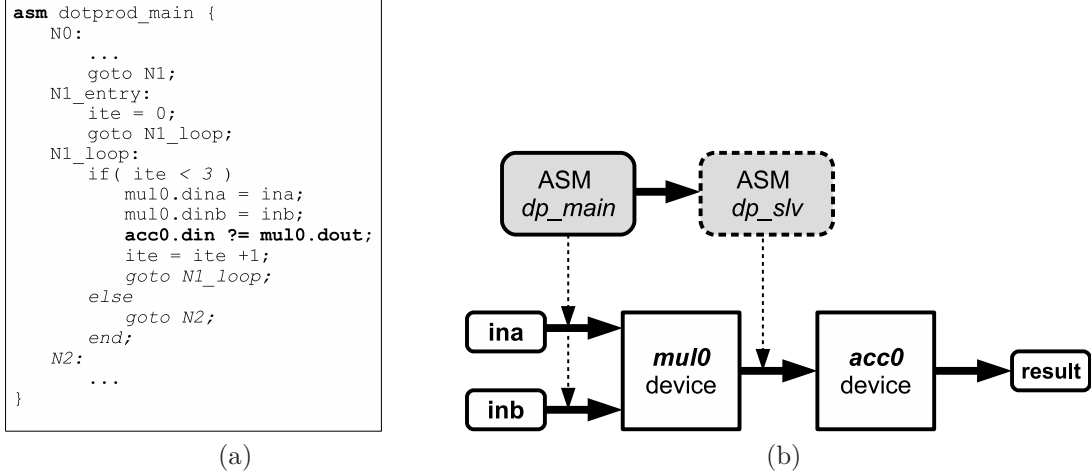 asm dotprod_main {
N0:
...
goto N1;
N1_entry:
ite = 0;
goto N1_loop;
N1_loop:
if( ite < 3 )
mul0.dina = ina;
mul0.dinb = inb;
acc0.din ?= mul0.dout;
ite = ite +1;
goto N1_loop;
else
goto N2;
end;
N2:
...
}
(a)
ASM
dp_main
ASM
dp_slv
ina
inb
mul0
device
acc0
device
result
(b)